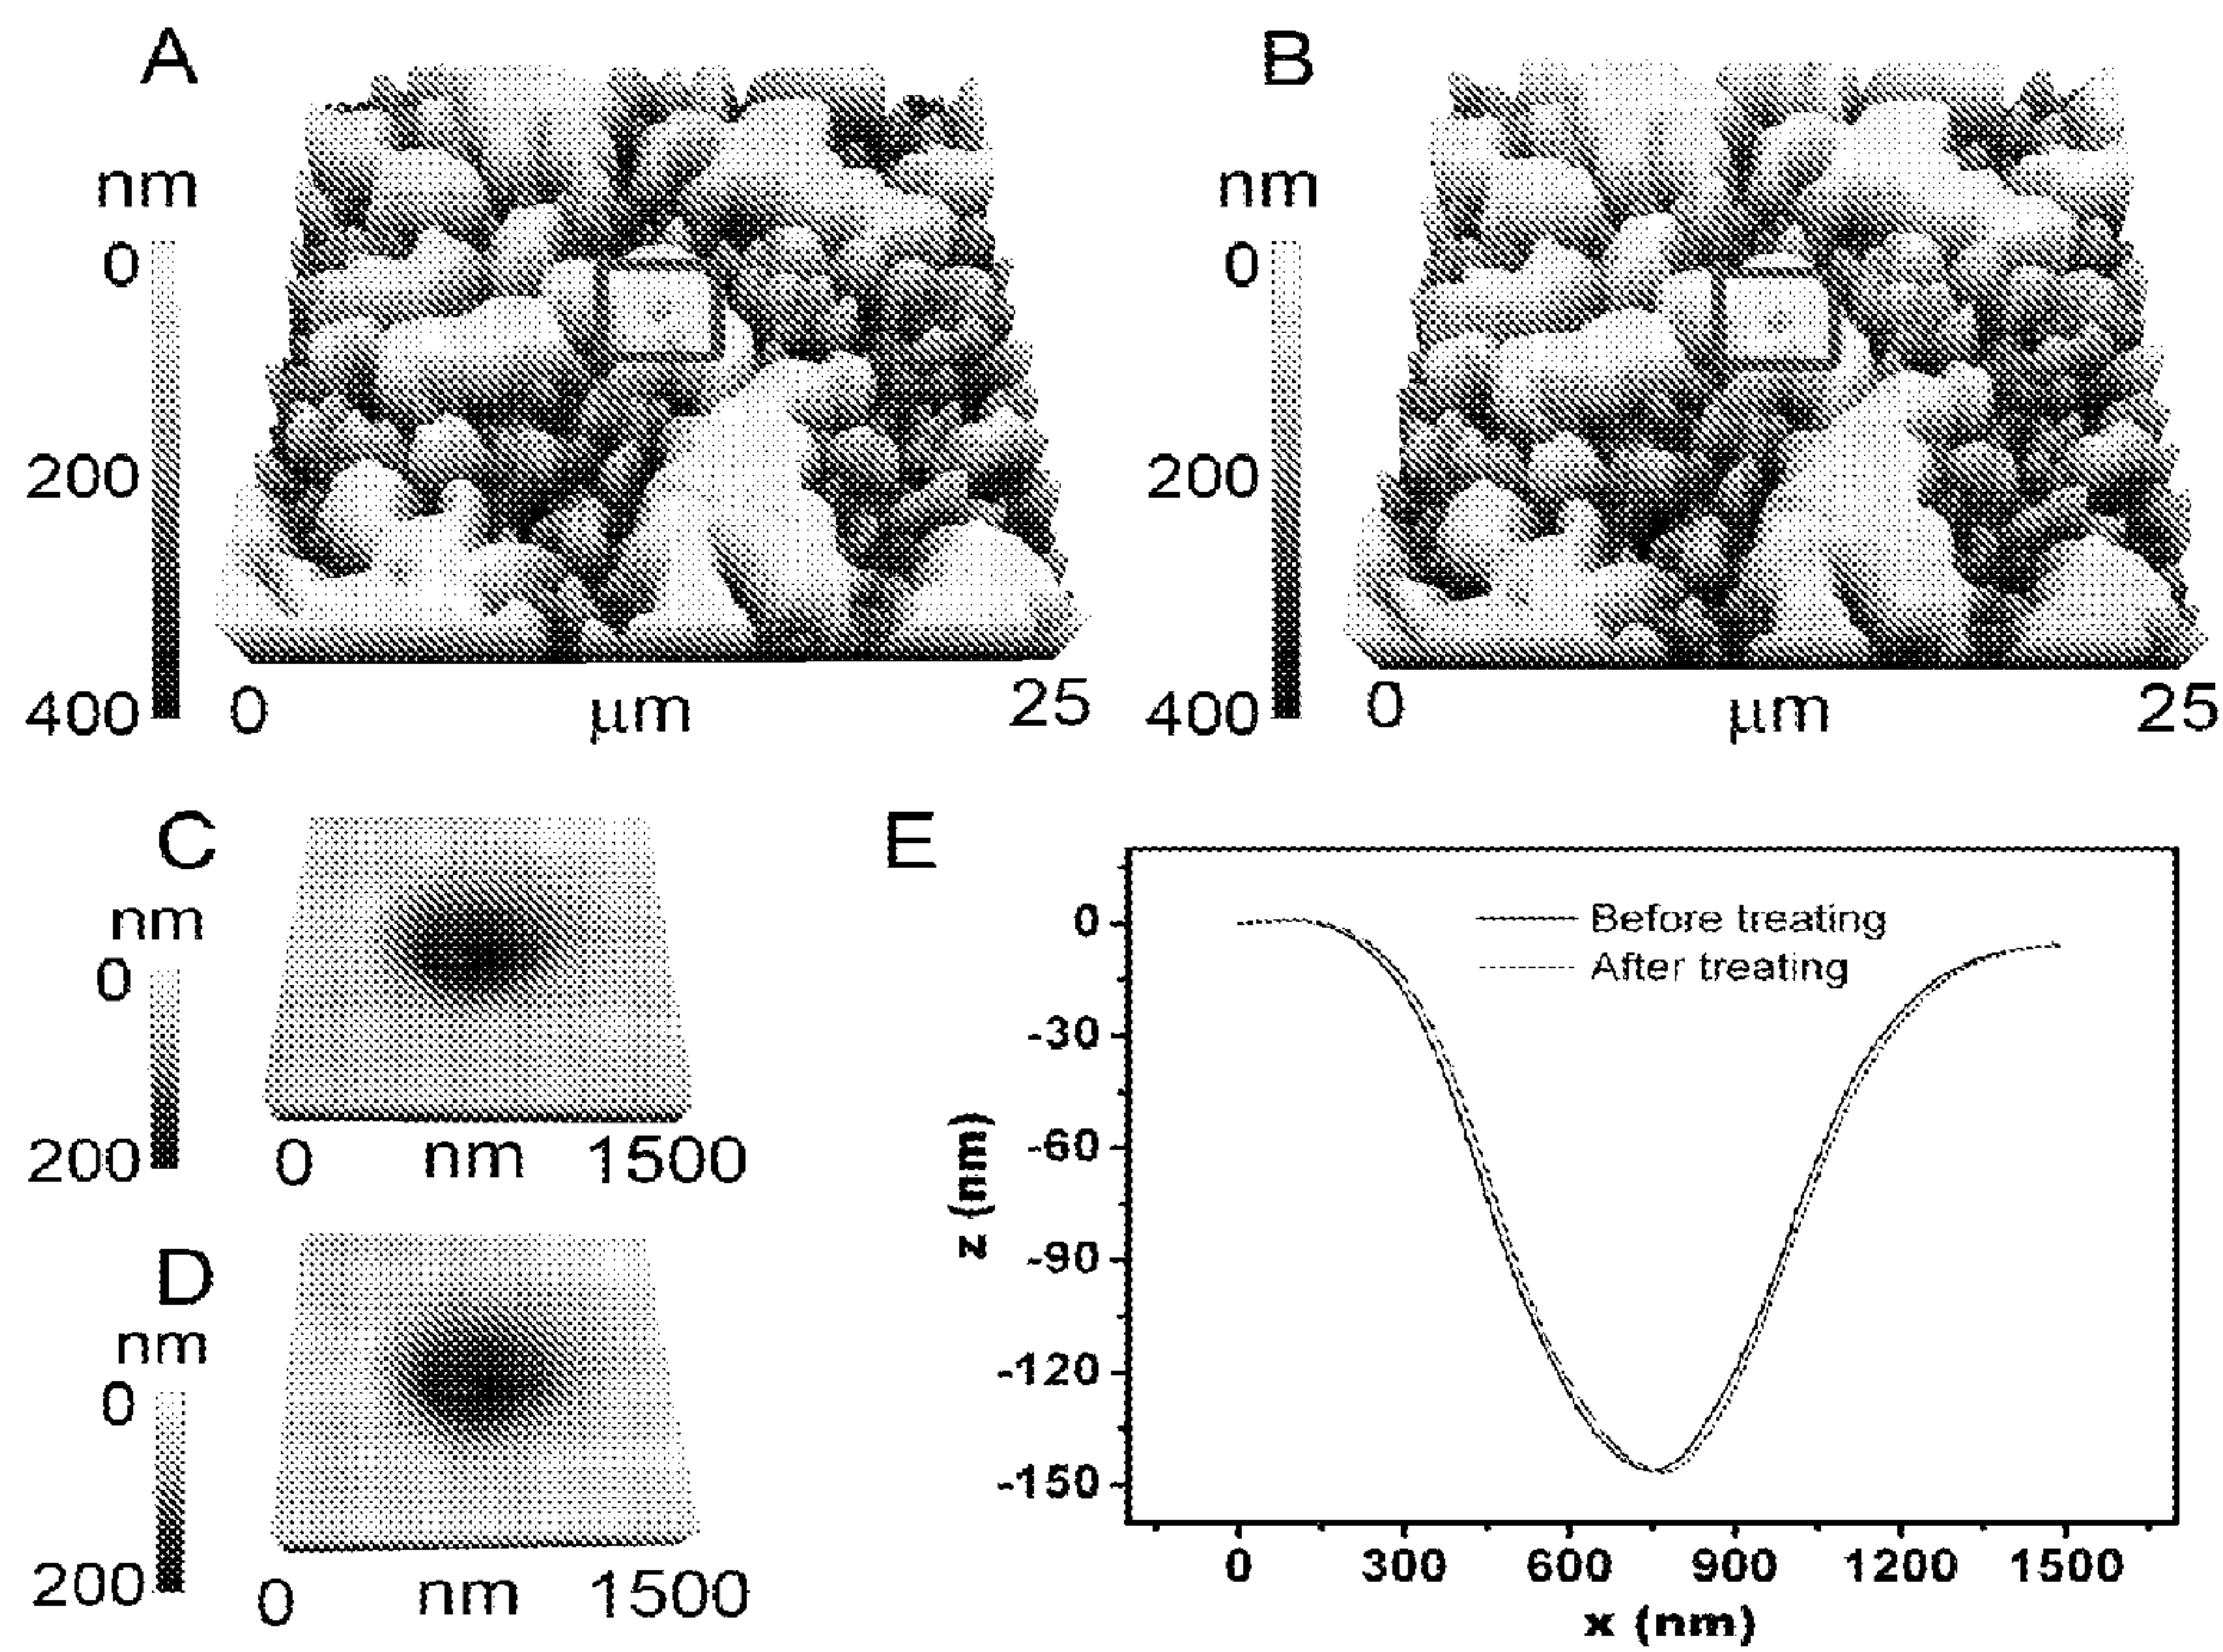 A
nm
0
200
400
0 μm 25
B
nm
0
200
400
0 μm 25
C
nm
0
200
0 nm 1500
D
nm
0
200
0 nm 1500
E
Before treating
After treating
0
-30
-60
-90
-120
-150
z (nm)
0 300 600 900 1200 1500
x (nm)